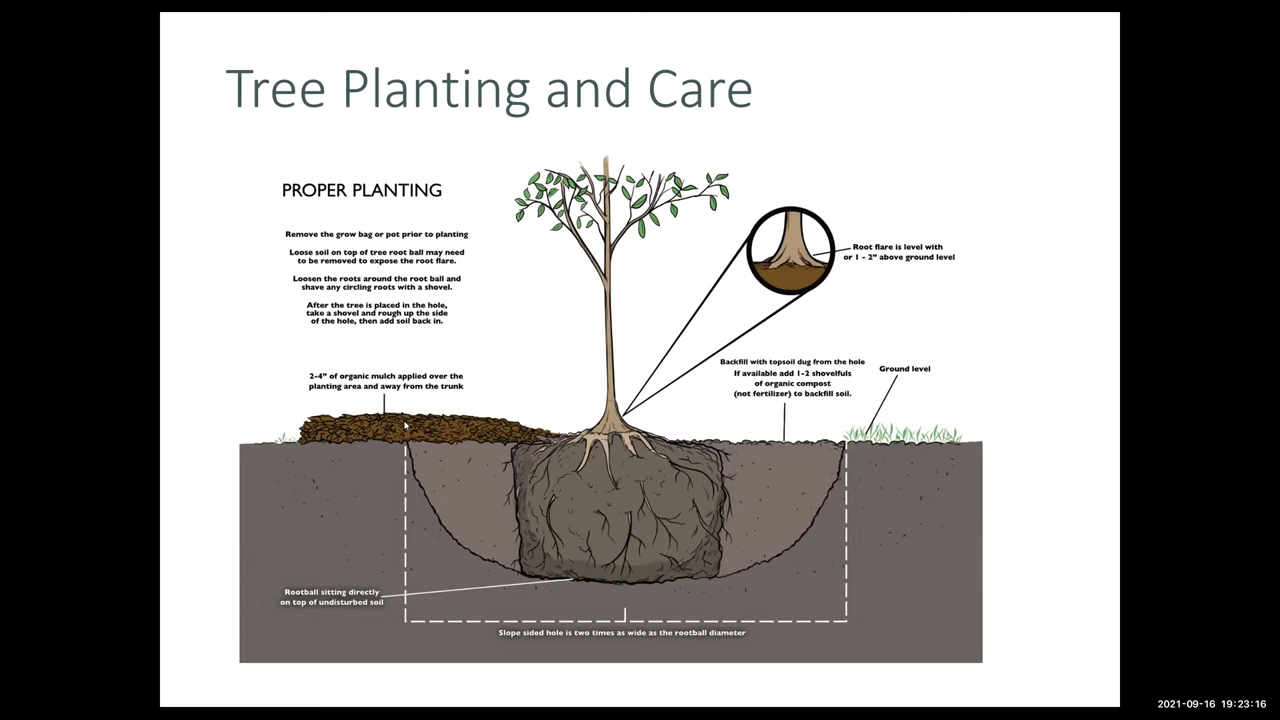 Tree Planting and Care
PROPER PLANTING
Remove the grow bag or pot prior to planting
Loose soil on top of tree root ball may need
to be removed to expose the root flare.
Loosen the roots around the root ball and
shave any circling roots with a shovel.
After the tree is placed in the hole,
take a shovel and rough up the side
of the hole, then add soil back in.
2-4" of organic mulch applied over the
planting area and away from the trunk
Root flare is level with
or 1 - 2" above ground level
Backfill with topsoil dug from the hole
If available add 1-2 shovelfuls
of organic compost
(not fertilizer) to backfill soil.
Ground level
Rootball sitting directly
on top of undisturbed soil
Slope sided hole is two times as wide as the rootball diameter
2021-09-16 19:23:16